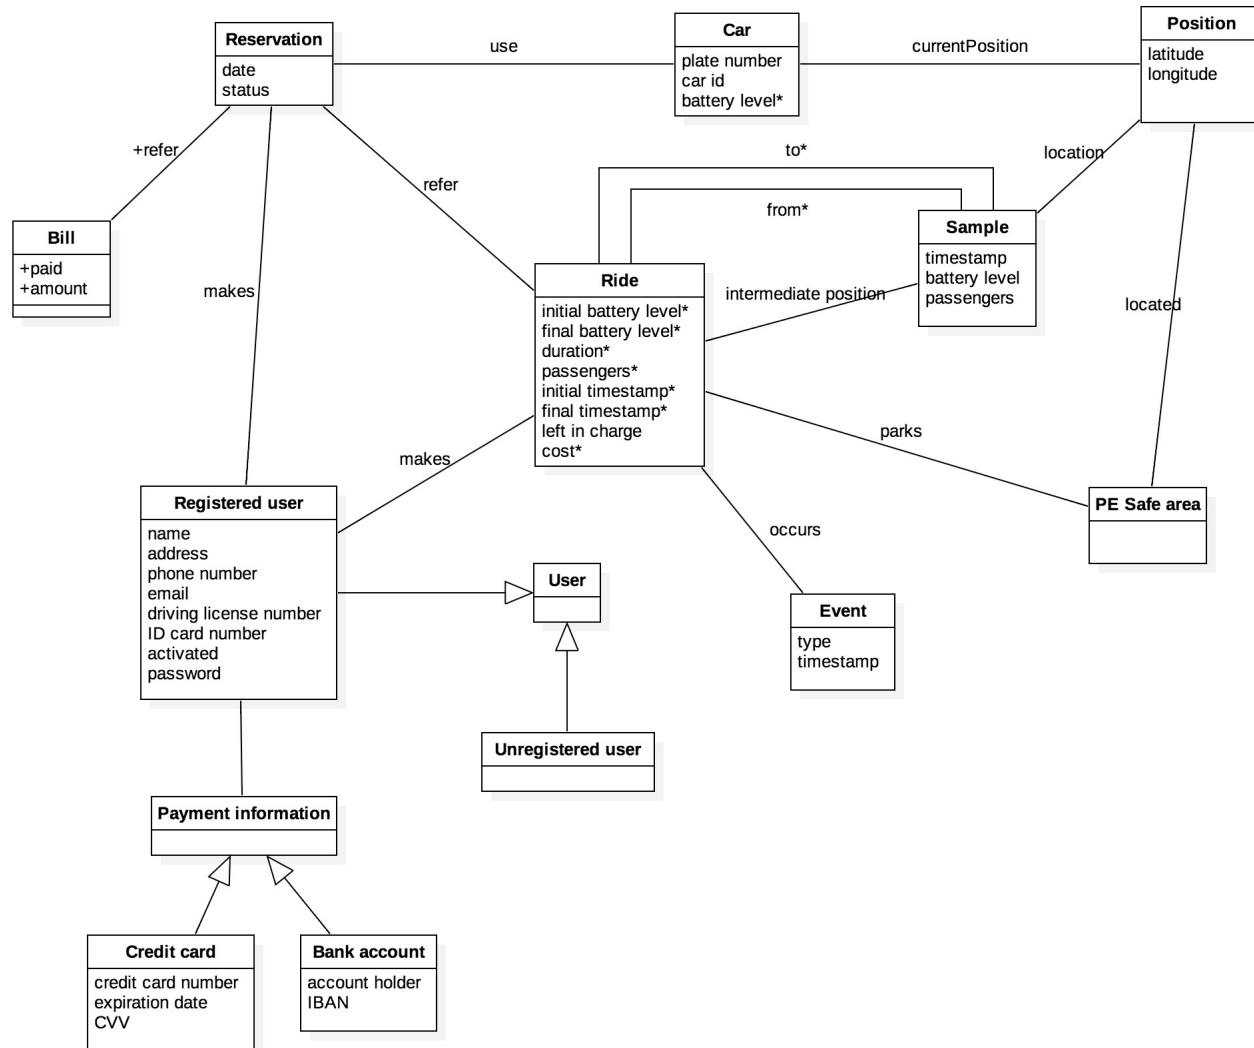 Reservation
date
status
use
Car
plate number
car id
battery level*
currentPosition
Position
latitude
longitude
+refer
refer
to*
from*
location
Bill
+paid
+amount
makes
Ride
initial battery level*
final battery level*
duration*
passengers*
initial timestamp*
final timestamp*
left in charge
cost*
intermediate position
Sample
timestamp
battery level
passengers
located
makes
parks
PE Safe area
Registered user
name
address
phone number
email
driving license number
ID card number
activated
password
User
occurs
Event
type
timestamp
Unregistered user
Payment information
Credit card
credit card number
expiration date
CVV
Bank account
account holder
IBAN